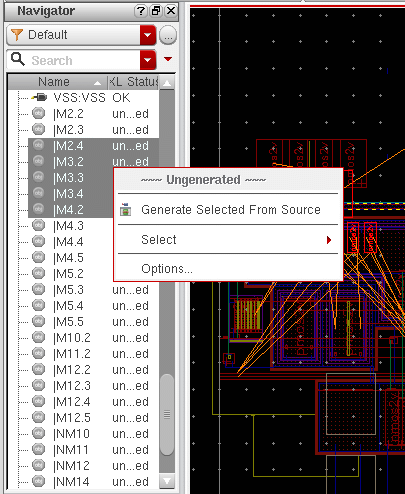 Navigator
Default
Search
Name XL Status
VSS:VSS OK
|M2.2 un...ed
|M2.3 un...ed
|M2.4 un...ed
|M3.2 un...ed
|M3.3
|M3.4
|M4.2
|M4.3
|M4.4
|M4.5
|M5.2
|M5.3 un...ed
|M5.4 un...ed
|M5.5 un...ed
|M10.2 un...ed
|M11.2 un...ed
|M12.2 un...ed
|M12.3 un...ed
|M12.4 un...ed
|M12.5 un...ed
|NM10 un...ed
|NM11 un...ed
|NM12 un...ed
|NM14 un...ed
~~~ Ungenerated ~~~
Generate Selected From Source
Select
Options...